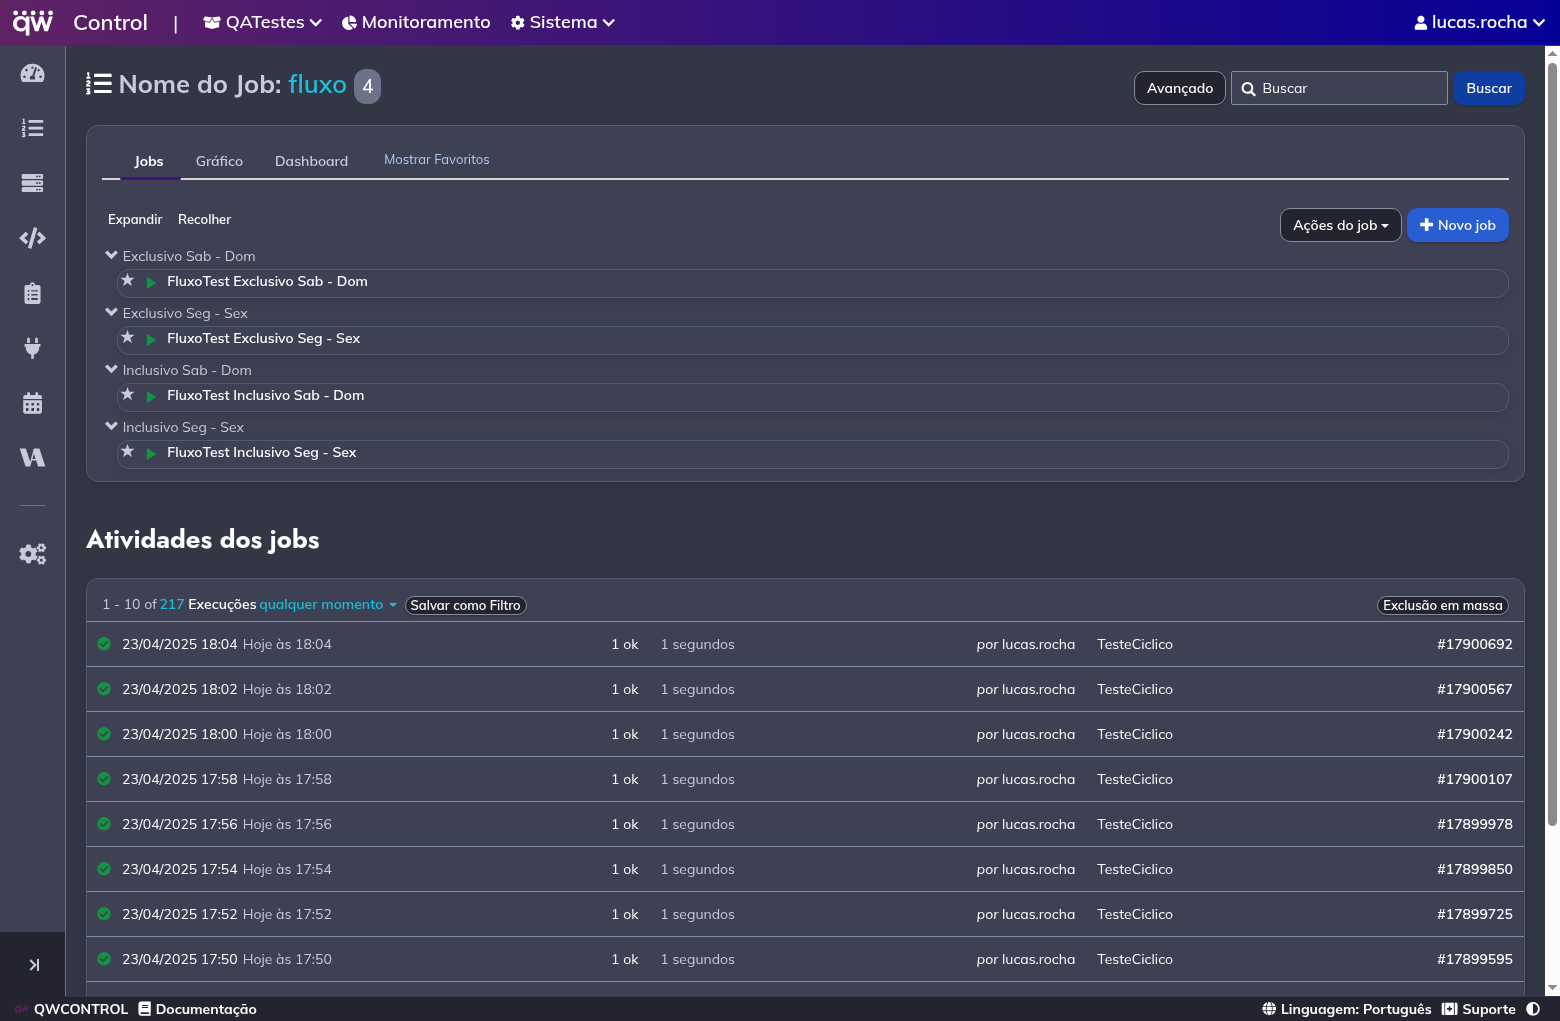 qw Control | QATestes Monitoramento Sistema lucas.rocha
Nome do Job: fluxo 4 Avançado Buscar Buscar
Jobs Gráfico Dashboard Mostrar Favoritos
Expandir Recolher Ações do job Novo job
Exclusivo Sab - Dom
FluxoTest Exclusivo Sab - Dom
Exclusivo Seg - Sex
FluxoTest Exclusivo Seg - Sex
Inclusivo Sab - Dom
FluxoTest Inclusivo Sab - Dom
Inclusivo Seg - Sex
FluxoTest Inclusivo Seg - Sex
Atividades dos jobs
1 - 10 of 217 Execuções qualquer momento Salvar como Filtro Exclusão em massa
23/04/2025 18:04 Hoje às 18:04 1 ok 1 segundos por lucas.rocha TesteCiclico #17900692
23/04/2025 18:02 Hoje às 18:02 1 ok 1 segundos por lucas.rocha TesteCiclico #17900567
23/04/2025 18:00 Hoje às 18:00 1 ok 1 segundos por lucas.rocha TesteCiclico #17900242
23/04/2025 17:58 Hoje às 17:58 1 ok 1 segundos por lucas.rocha TesteCiclico #17900107
23/04/2025 17:56 Hoje às 17:56 1 ok 1 segundos por lucas.rocha TesteCiclico #17899978
23/04/2025 17:54 Hoje às 17:54 1 ok 1 segundos por lucas.rocha TesteCiclico #17899850
23/04/2025 17:52 Hoje às 17:52 1 ok 1 segundos por lucas.rocha TesteCiclico #17899725
23/04/2025 17:50 Hoje às 17:50 1 ok 1 segundos por lucas.rocha TesteCiclico #17899595
qw QWCONTROL Documentação Linguagem: Português Suporte